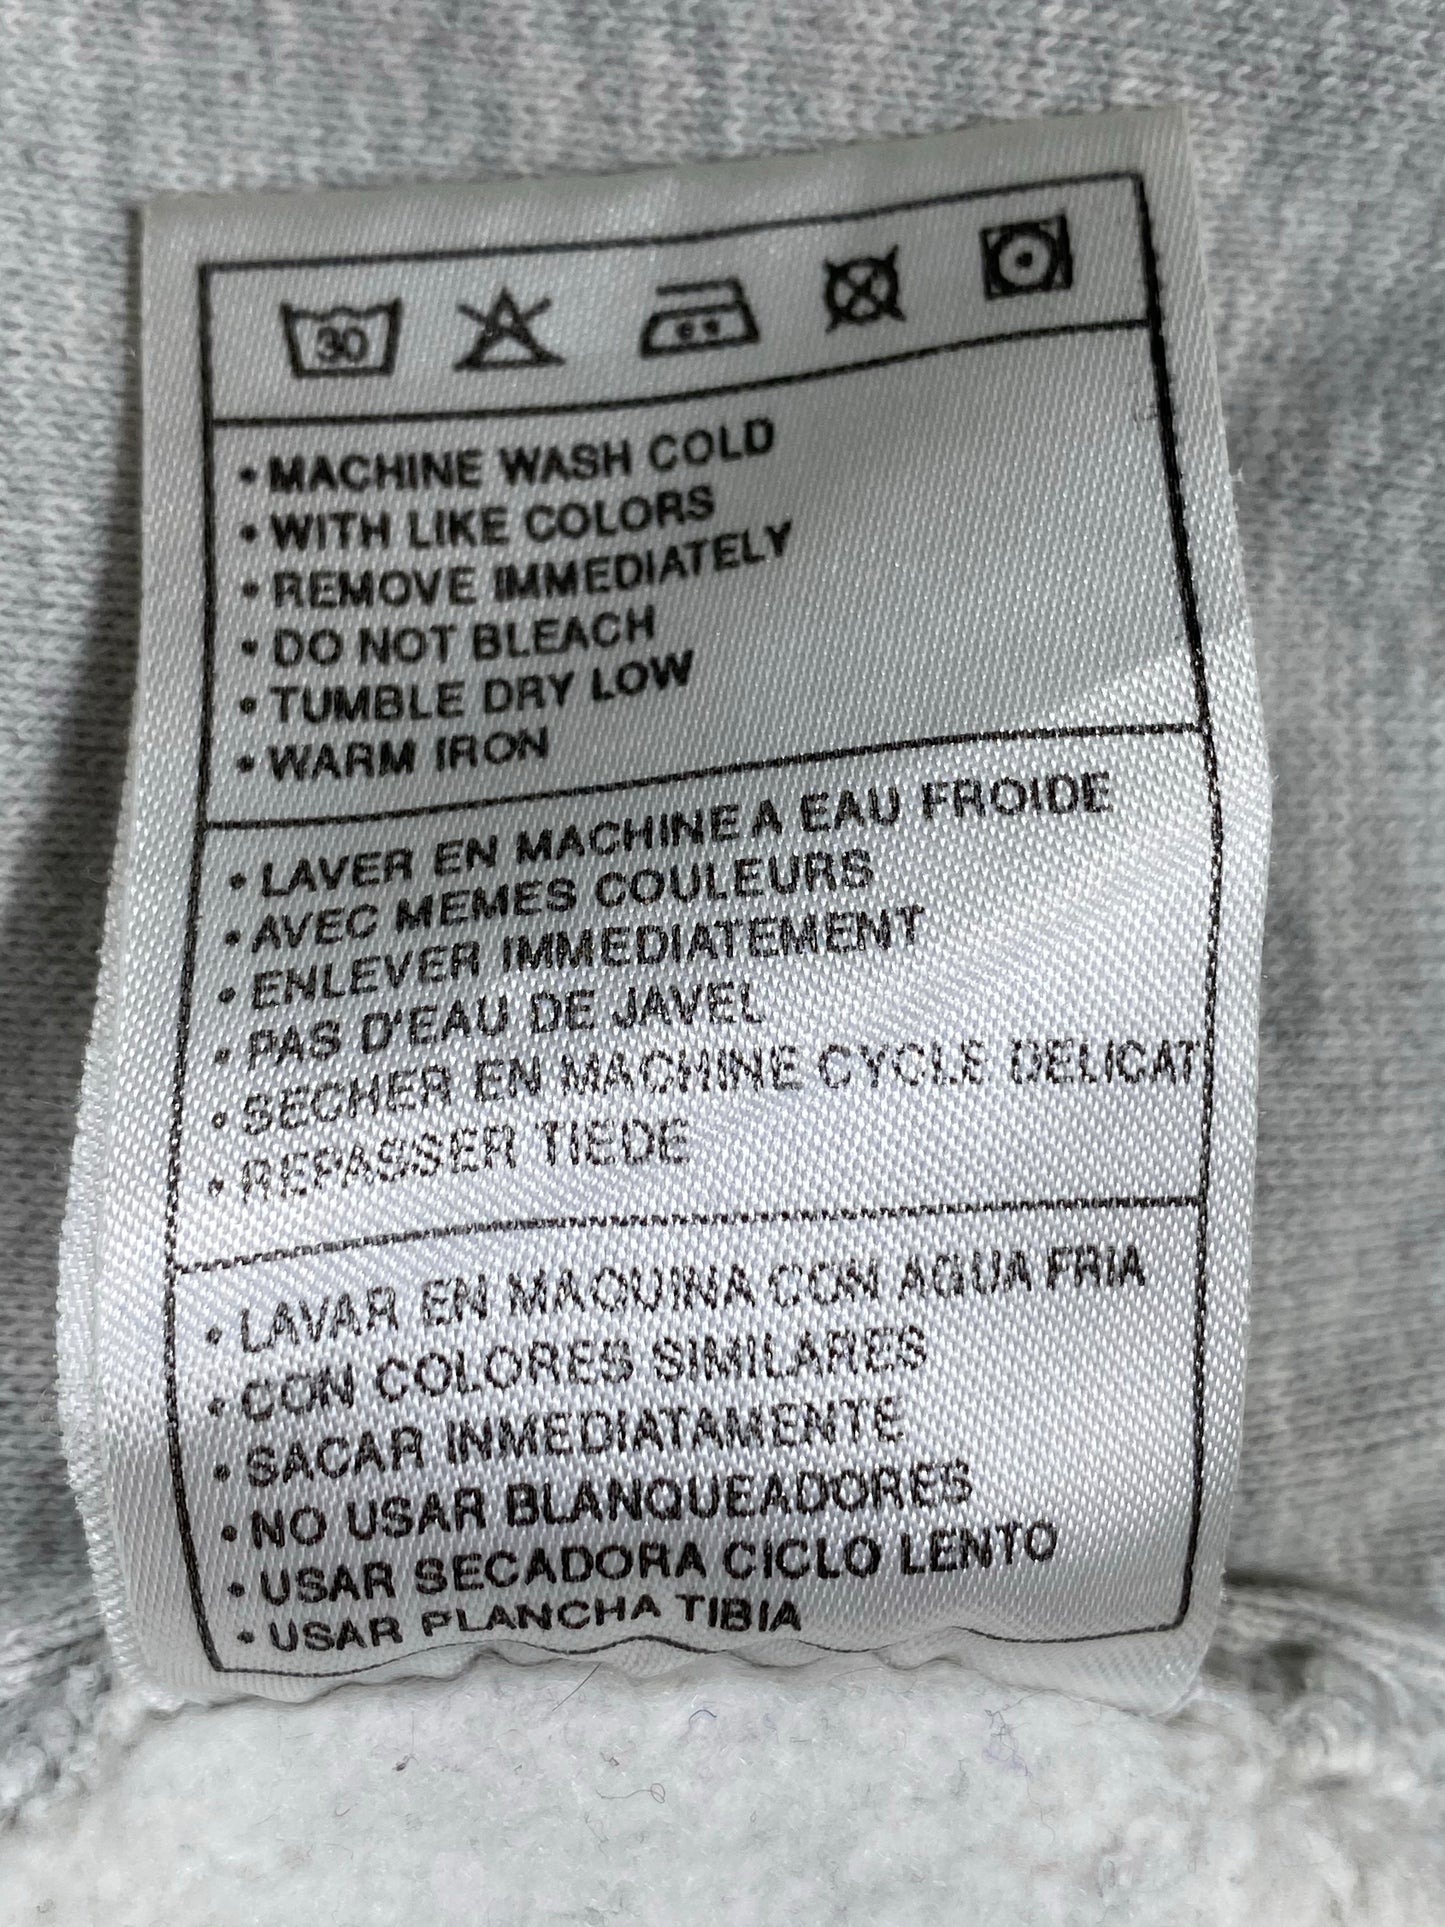 30
• MACHINE WASH COLD
• WITH LIKE COLORS
• REMOVE IMMEDIATELY
• DO NOT BLEACH
• TUMBLE DRY LOW
• WARM IRON
• LAVER EN MACHINE A EAU FROIDE
• AVEC MEMES COULEURS
• ENLEVER IMMEDIATEMENT
• PAS D'EAU DE JAVEL
• SECHER EN MACHINE CYCLE DELICAT
• REPASSER TIEDE
• LAVAR EN MAQUINA CON AGUA FRIA
• CON COLORES SIMILARES
• SACAR INMEDIATAMENTE
• NO USAR BLANQUEADORES
• USAR SECADORA CICLO LENTO
• USAR PLANCHA TIBIA